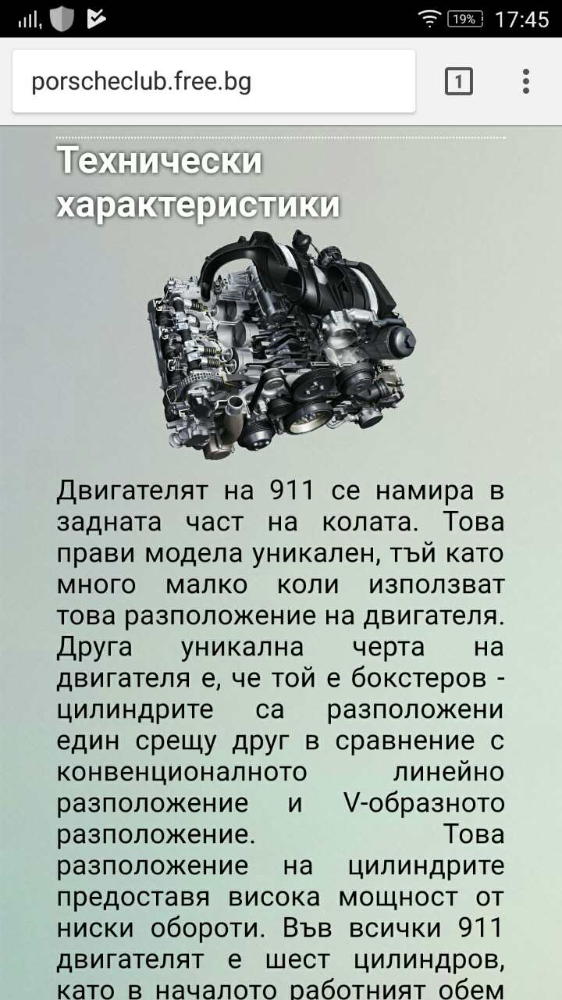 19%
17:45
porscheclub.free.bg
1
Технически
характеристики
Двигателят на 911 се намира в
задната част на колата. Това
прави модела уникален, тъй като
много малко коли използват
това разположение на двигателя.
Друга уникална черта на
двигателя е, че той е бокстеров -
цилиндрите са разположени
един срещу друг в сравнение с
конвенционалното линейно
разположение и V-образното
разположение. Това
разположение на цилиндрите
предоставя висока мощност от
ниски обороти. Във всички 911
двигателят е шест цилиндров,
като в началото работният обем